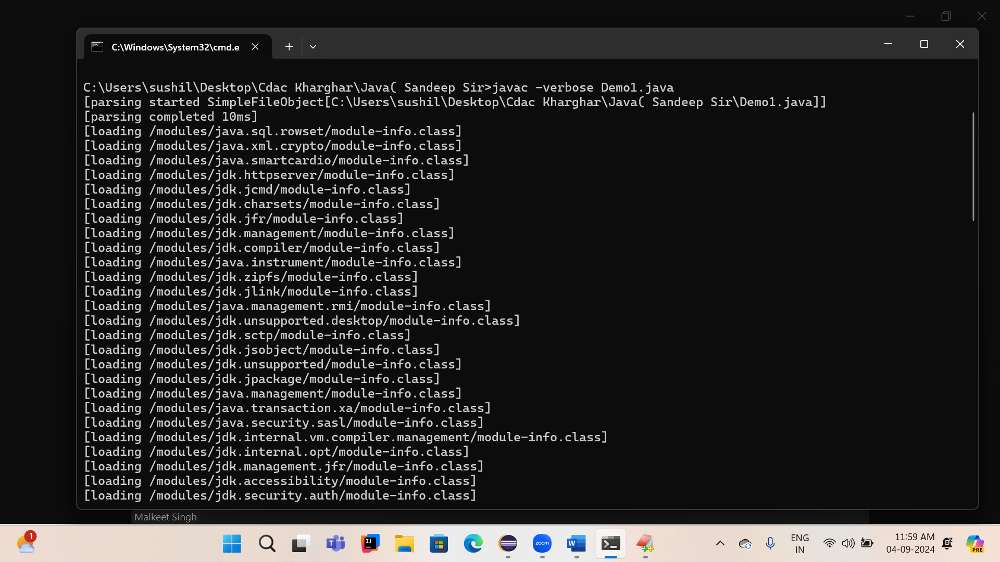 C:\Windows\System32\cmd.e
C:\Users\sushil\Desktop\Cdac Kharghar\Java( Sandeep Sir>javac -verbose Demo1.java
[parsing started SimpleFileObject[C:\Users\sushil\Desktop\Cdac Kharghar\Java( Sandeep Sir\Demo1.java]]
[parsing completed 10ms]
[loading /modules/java.sql.rowset/module-info.class]
[loading /modules/java.xml.crypto/module-info.class]
[loading /modules/java.smartcardio/module-info.class]
[loading /modules/jdk.httpserver/module-info.class]
[loading /modules/jdk.jcmd/module-info.class]
[loading /modules/jdk.charsets/module-info.class]
[loading /modules/jdk.jfr/module-info.class]
[loading /modules/jdk.management/module-info.class]
[loading /modules/jdk.compiler/module-info.class]
[loading /modules/java.instrument/module-info.class]
[loading /modules/jdk.zipfs/module-info.class]
[loading /modules/jdk.jlink/module-info.class]
[loading /modules/java.management.rmi/module-info.class]
[loading /modules/jdk.unsupported.desktop/module-info.class]
[loading /modules/jdk.sctp/module-info.class]
[loading /modules/jdk.jsobject/module-info.class]
[loading /modules/jdk.unsupported/module-info.class]
[loading /modules/jdk.jpackage/module-info.class]
[loading /modules/java.management/module-info.class]
[loading /modules/java.transaction.xa/module-info.class]
[loading /modules/java.security.sasl/module-info.class]
[loading /modules/jdk.internal.vm.compiler.management/module-info.class]
[loading /modules/jdk.internal.opt/module-info.class]
[loading /modules/jdk.management.jfr/module-info.class]
[loading /modules/jdk.accessibility/module-info.class]
[loading /modules/jdk.security.auth/module-info.class]
Malkeet Singh
1
T
IJ
zoom
W
ENG
IN
11:59 AM
04-09-2024
PRE